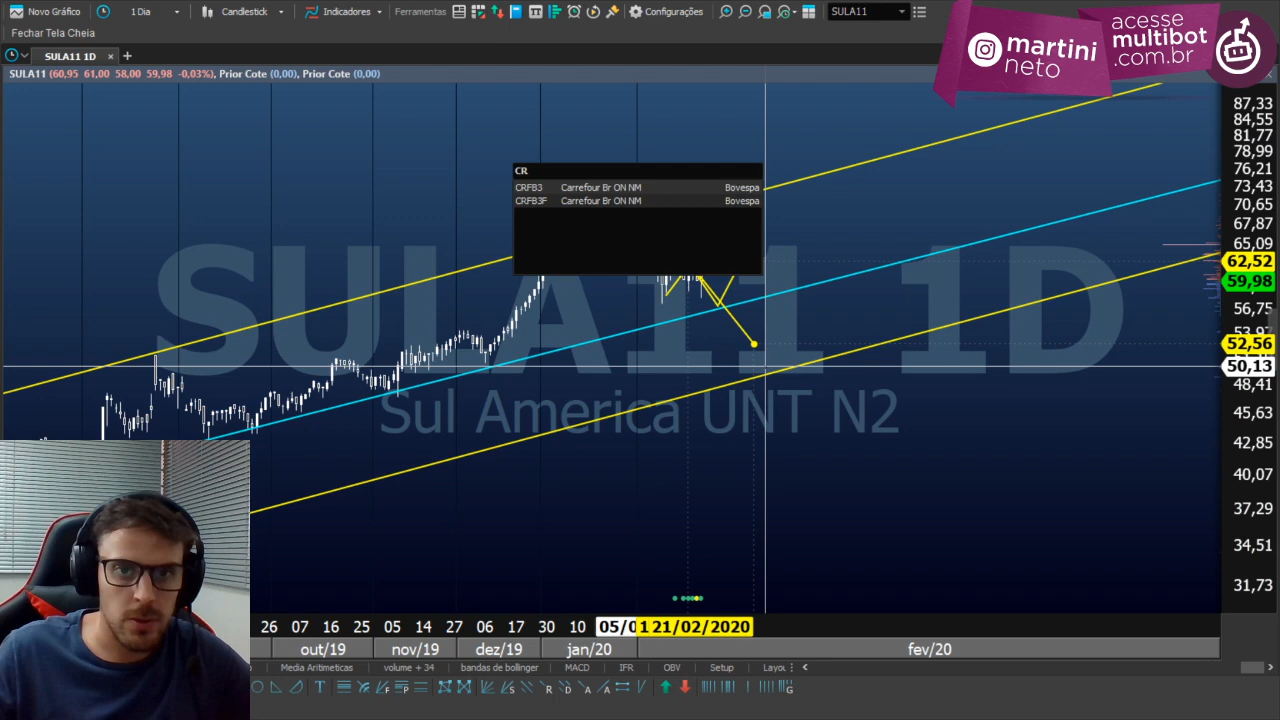 Novo Gráfico 1 Dia Candlestick Indicadores Ferramentas Configurações SULA11
Fechar Tela Cheia
SULA11 1D × +
SULA11 (60,95 61,00 58,00 59,98 -0,03%), Prior Cote (0,00), Prior Cote (0,00)
martini
neto
acesse
multibot
.com.br
CR
CRFB3 Carrefour Br ON NM Bovespa
CRFB3F Carrefour Br ON NM Bovespa
SULA11 1D
Sul America UNT N2
87,33
84,55
81,77
78,99
76,21
73,43
70,65
67,87
65,09
62,52
59,98
56,75
52,56
50,13
48,41
45,63
42,85
40,07
37,29
34,51
31,73
26 07 16 25 05 14 27 06 17 30 10 05/0 1 21/02/2020
out/19 nov/19 dez/19 jan/20 fev/20
Media Aritmeticas volume + 34 bandas de bollinger MACD IFR OBV Setup Layou